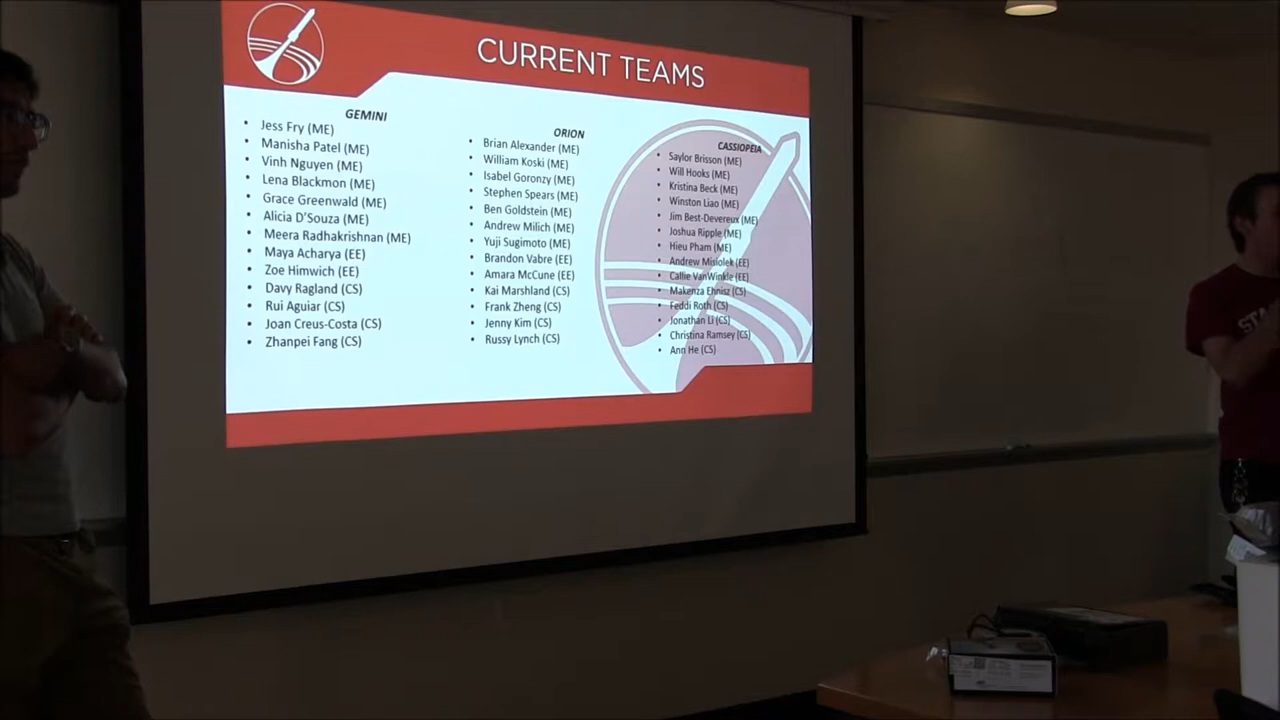 CURRENT TEAMS
GEMINI
• Jess Fry (ME)
• Manisha Patel (ME)
• Vinh Nguyen (ME)
• Lena Blackmon (ME)
• Grace Greenwald (ME)
• Alicia D'Souza (ME)
• Meera Radhakrishnan (ME)
• Maya Acharya (EE)
• Zoe Himwich (EE)
• Davy Ragland (CS)
• Rui Aguiar (CS)
• Joan Creus-Costa (CS)
• Zhanpei Fang (CS)
ORION
• Brian Alexander (ME)
• William Koski (ME)
• Isabel Goronzy (ME)
• Stephen Spears (ME)
• Ben Goldstein (ME)
• Andrew Milich (ME)
• Yuji Sugimoto (ME)
• Brandon Vabre (EE)
• Amara McCune (EE)
• Kai Marshland (CS)
• Frank Zheng (CS)
• Jenny Kim (CS)
• Russy Lynch (CS)
CASSIOPEIA
• Saylor Brisson (ME)
• Will Hooks (ME)
• Kristina Beck (ME)
• Winston Liao (ME)
• Jim Best-Devereux (ME)
• Joshua Ripple (ME)
• Hieu Pham (ME)
• Andrew Misiolek (EE)
• Callie VanWinkle (EE)
• Makenza Ehnisz (CS)
• Feddi Roth (CS)
• Jonathan Li (CS)
• Christina Ramsey (CS)
• Ann He (CS)
STA